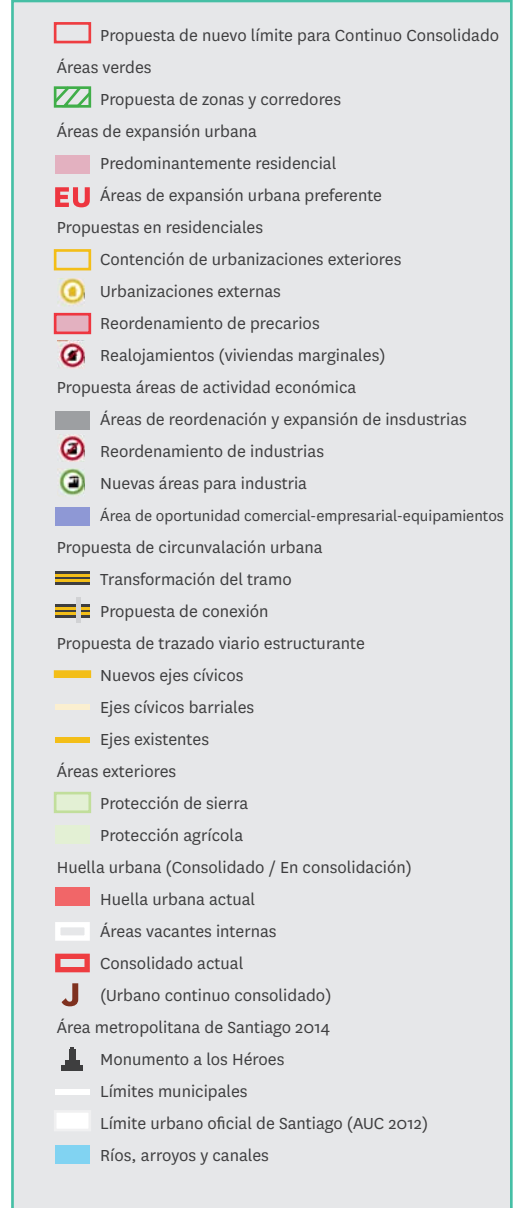 Propuesta de nuevo límite para Continuo Consolidado
Áreas verdes
Propuesta de zonas y corredores
Áreas de expansión urbana
Predominantemente residencial
EU Áreas de expansión urbana preferente
Propuestas en residenciales
Contención de urbanizaciones exteriores
Urbanizaciones externas
Reordenamiento de precarios
Realojamientos (viviendas marginales)
Propuesta áreas de actividad económica
Áreas de reordenación y expansión de insdustrias
Reordenamiento de industrias
Nuevas áreas para industria
Área de oportunidad comercial-empresarial-equipamientos
Propuesta de circunvalación urbana
Transformación del tramo
Propuesta de conexión
Propuesta de trazado viario estructurante
Nuevos ejes cívicos
Ejes cívicos barriales
Ejes existentes
Áreas exteriores
Protección de sierra
Protección agrícola
Huella urbana (Consolidado / En consolidación)
Huella urbana actual
Áreas vacantes internas
Consolidado actual
J (Urbano continuo consolidado)
Área metropolitana de Santiago 2014
Monumento a los Héroes
Límites municipales
Límite urbano oficial de Santiago (AUC 2012)
Ríos, arroyos y canales